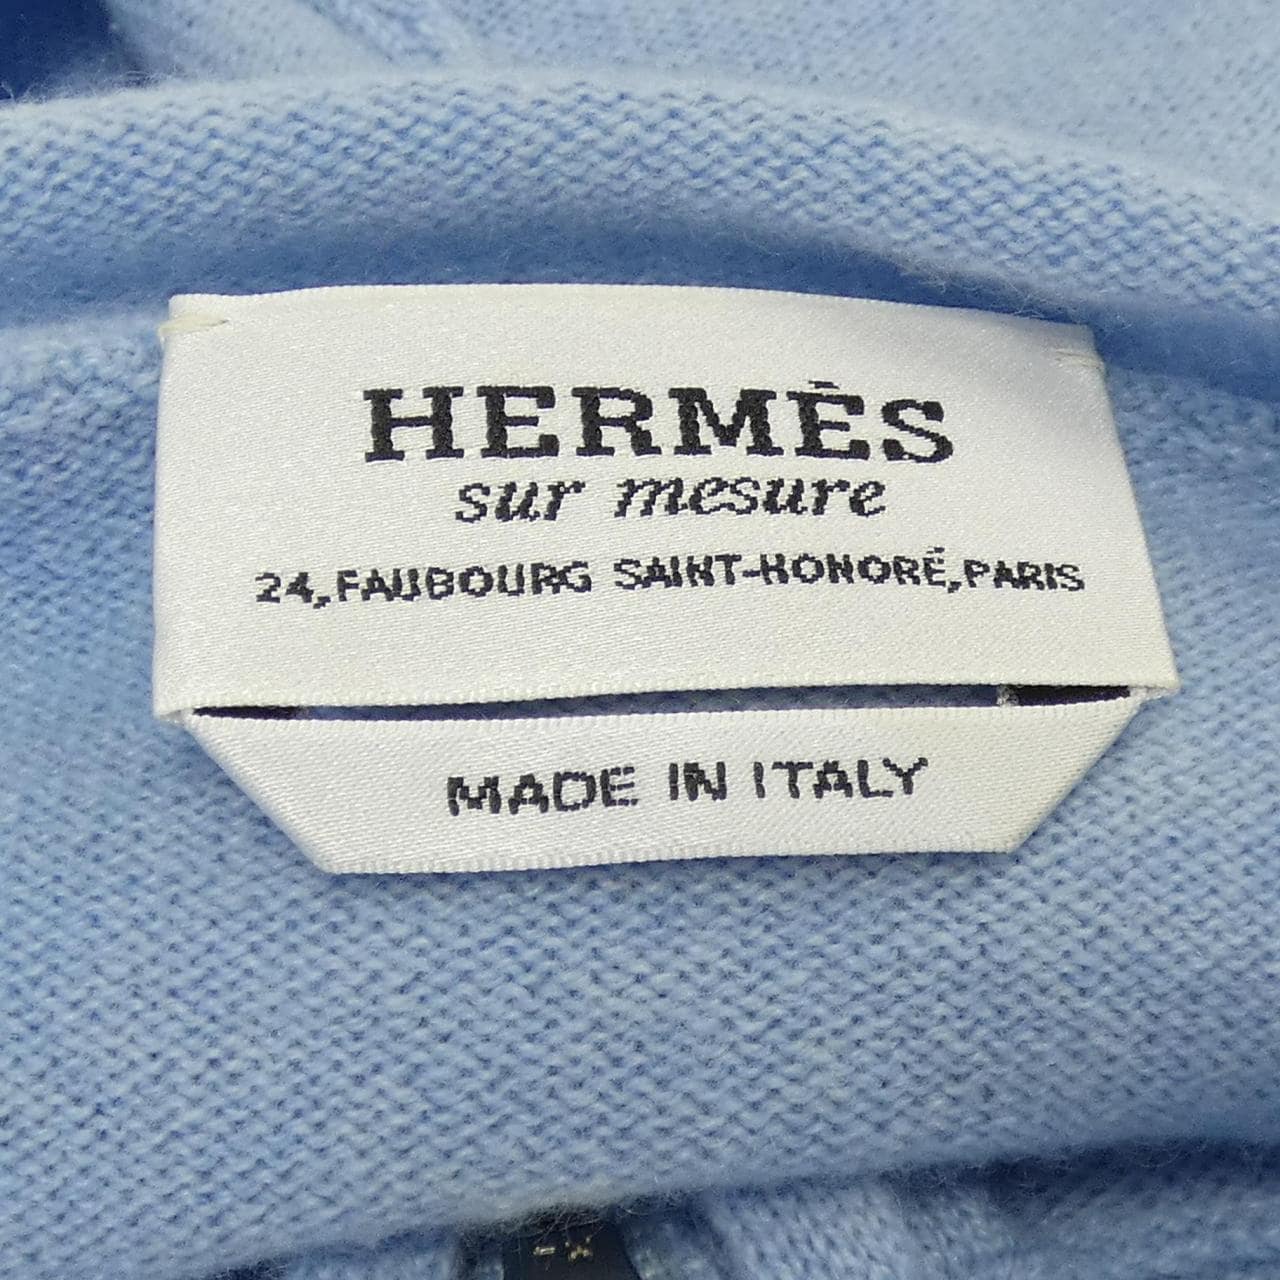 HERMÈS
sur mesure
24,FAUBOURG SAINT-HONORÉ,PARIS
MADE IN ITALY